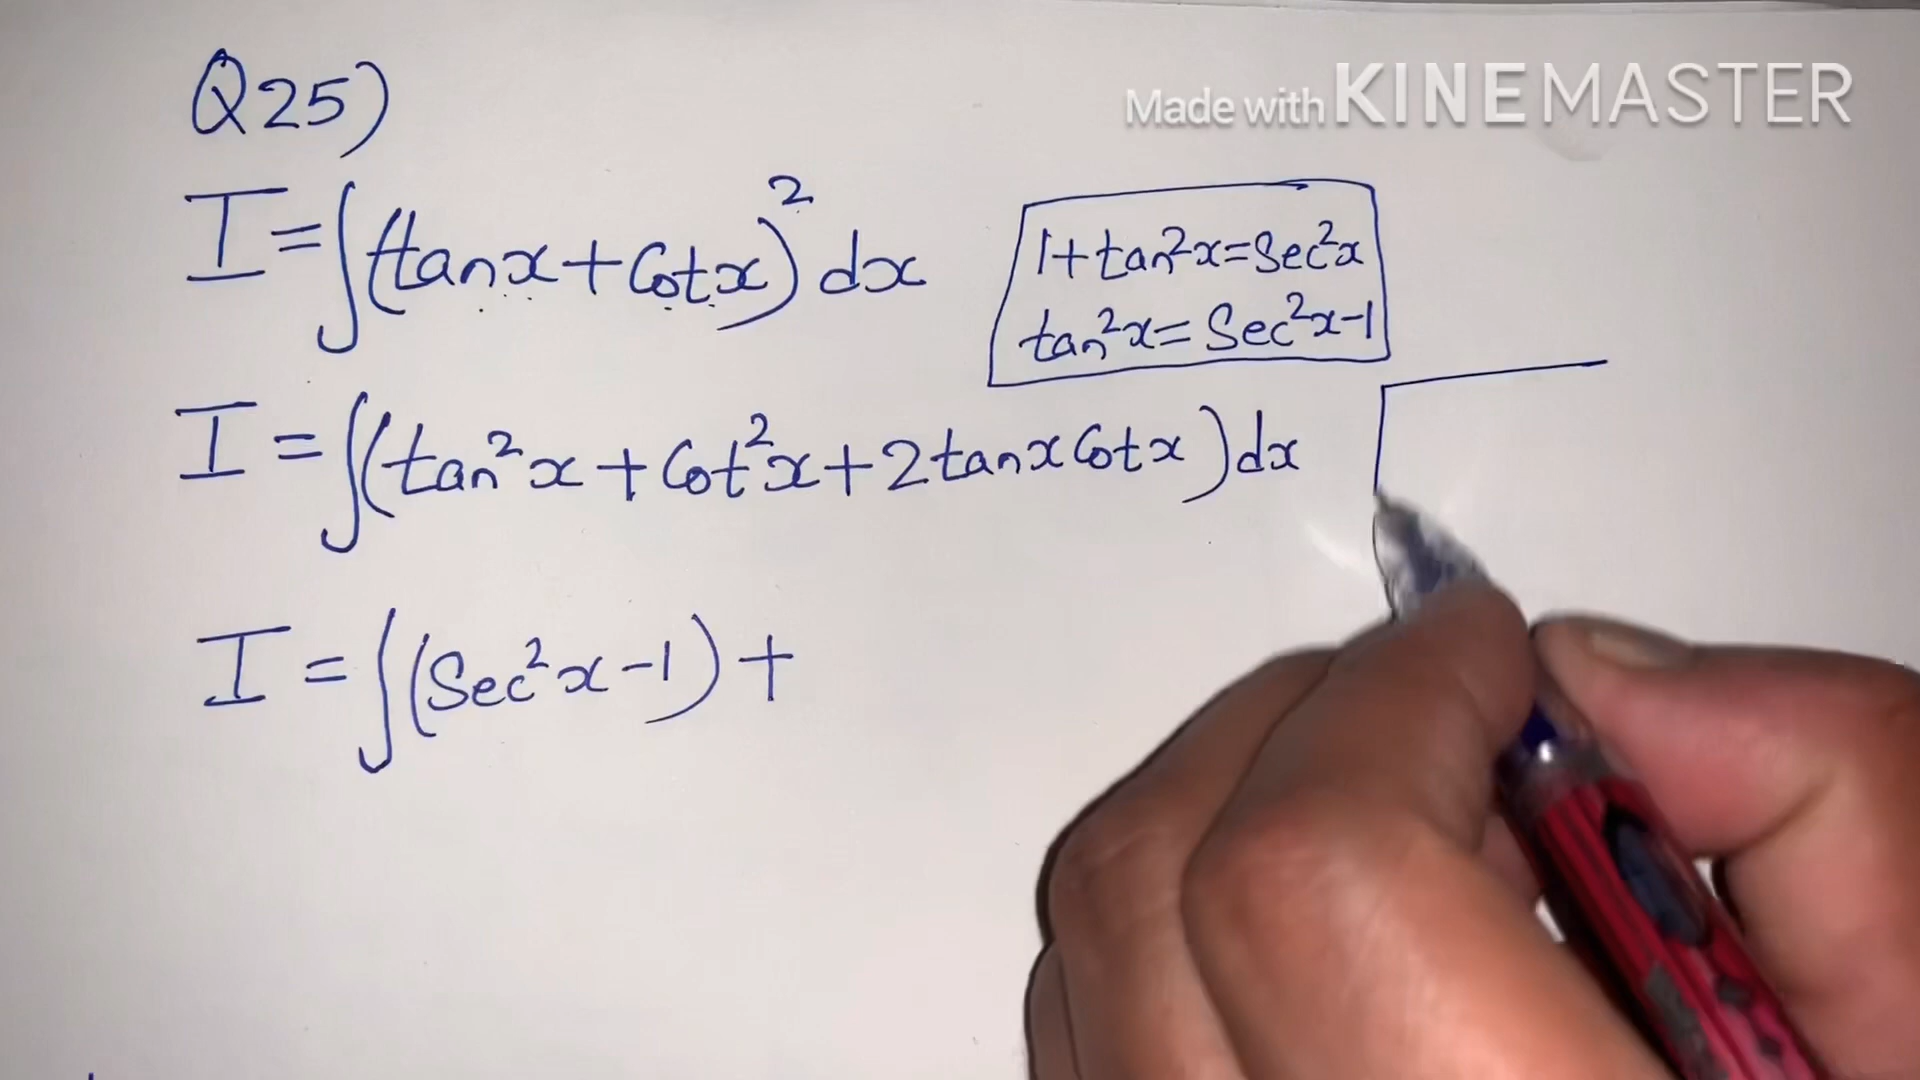 Q25)
Made with KINEMASTER
I = ∫(tanx + Cotx)² dx
1 + tan²x = Sec²x
tan²x = Sec²x - 1
I = ∫(tan²x + Cot²x + 2tanx Cotx)dx
I = ∫(Sec²x - 1) +